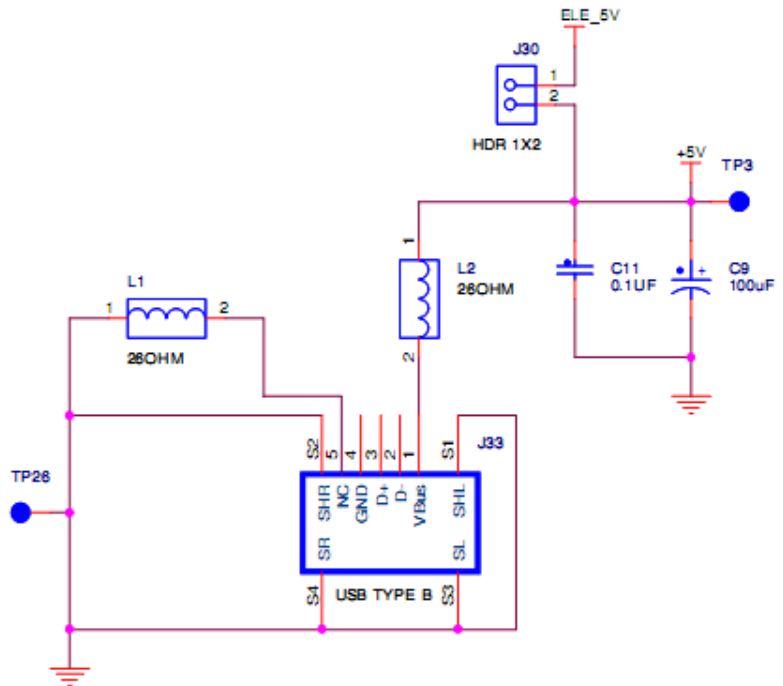 ELE_5V
J30
1
2
HDR 1X2
+5V
TP3
1
L2
26OHM
2
C11
0.1UF
+
C9
100uF
L1
1
2
26OHM
S2
5
4
3
2
1
S1
J33
SHR
NC
GND
D+
D-
VBus
SHL
TP26
SR
SL
S4
USB TYPE B
S3